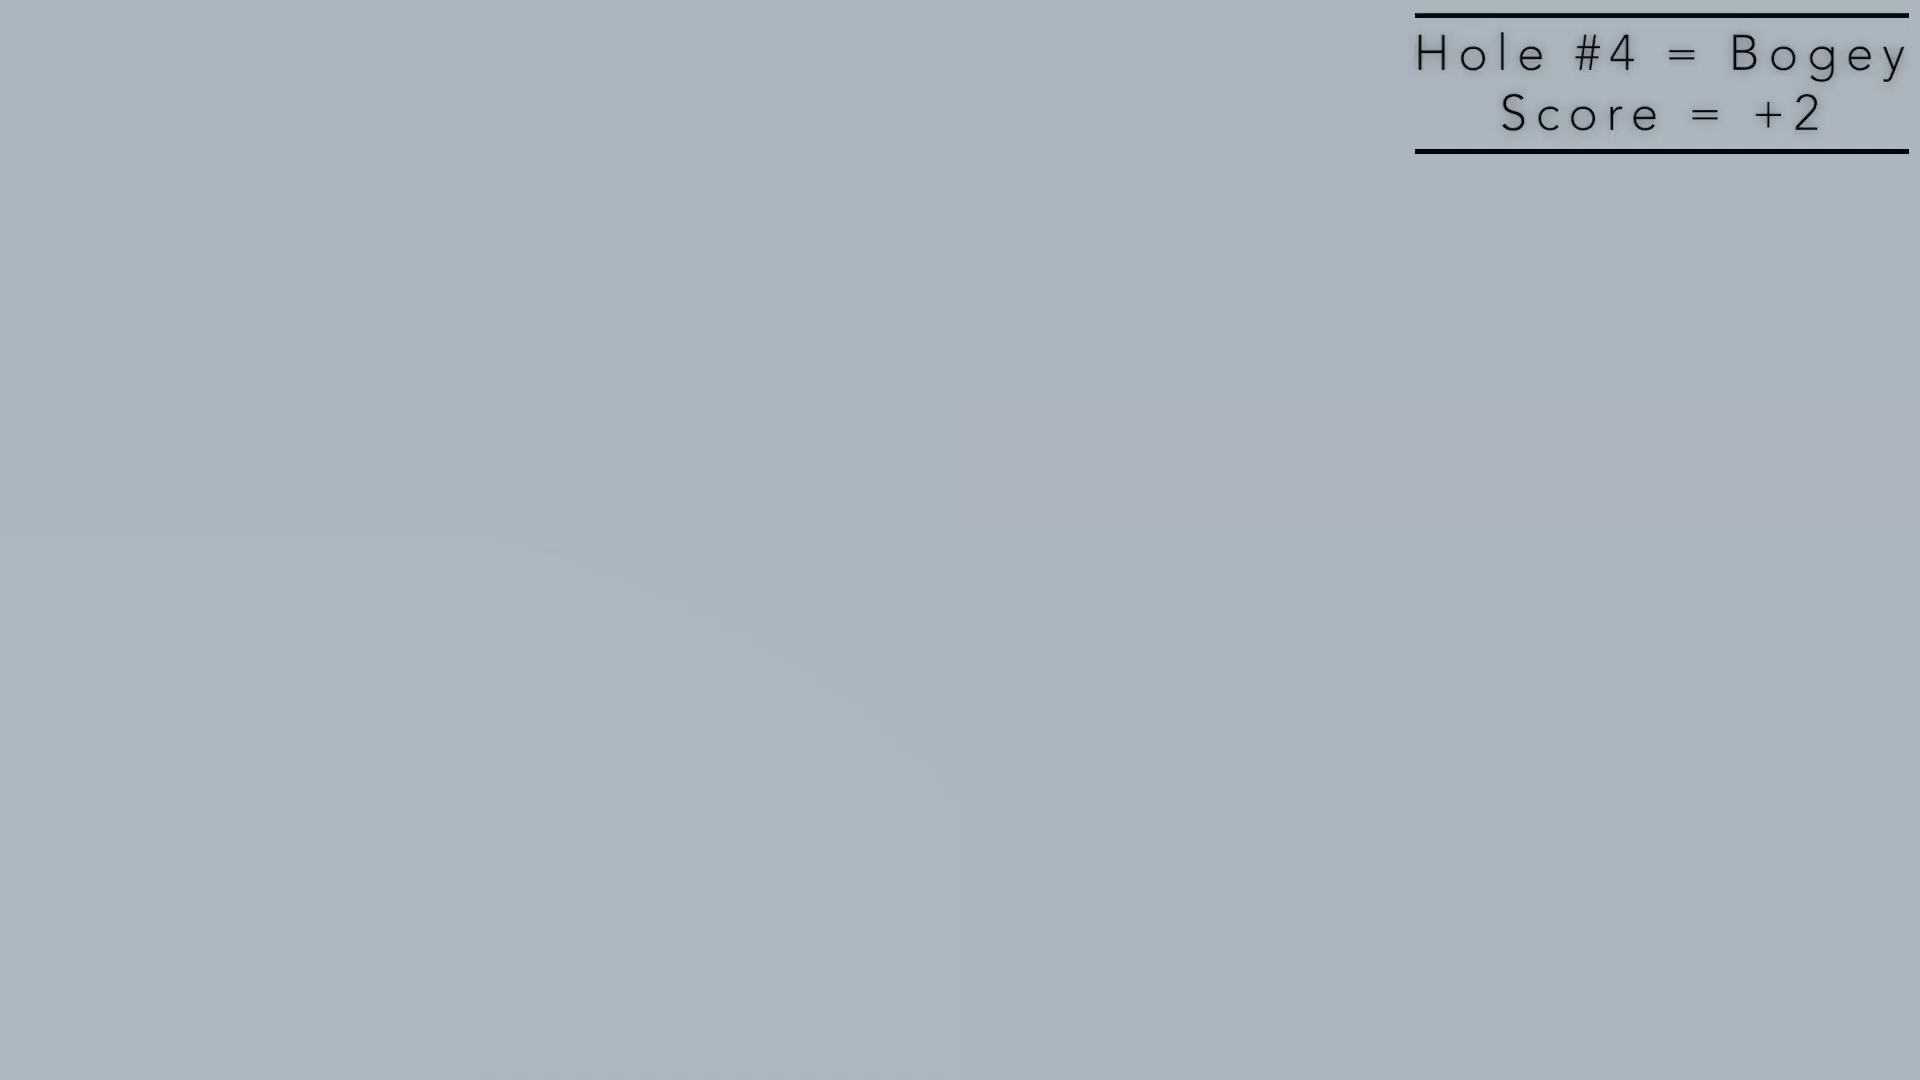 Hole #4 = Bogey
Score = +2